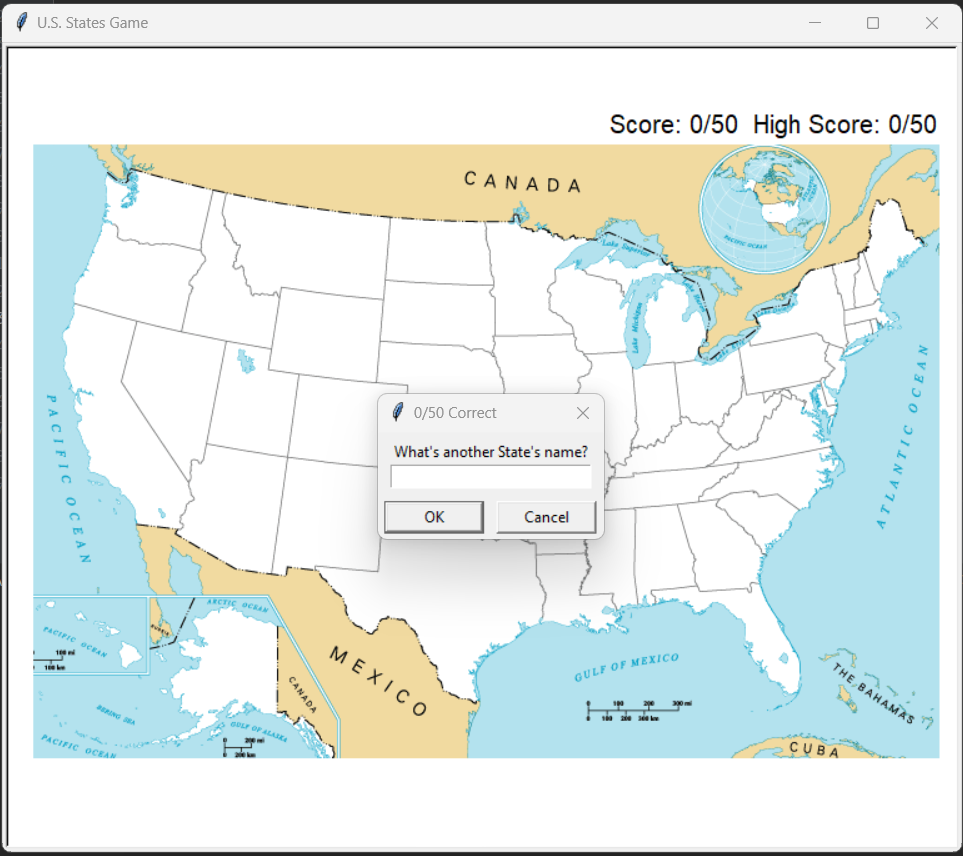 U.S. States Game
Score: 0/50 High Score: 0/50
CANADA
Lake Superior
Lake Michigan
PACIFIC OCEAN
0/50 Correct
What's another State's name?
OK
Cancel
PACIFIC OCEAN
ATLANTIC OCEAN
ARCTIC OCEAN
PACIFIC OCEAN
100 mi
100 km
RUSSIA
CANADA
MEXICO
GULF OF MEXICO
0 100 200 300 mi
0 100 200 300 km
THE BAHAMAS
BERING SEA
GULF OF ALASKA
PACIFIC OCEAN
0 200 mi
0 200 km
CUBA